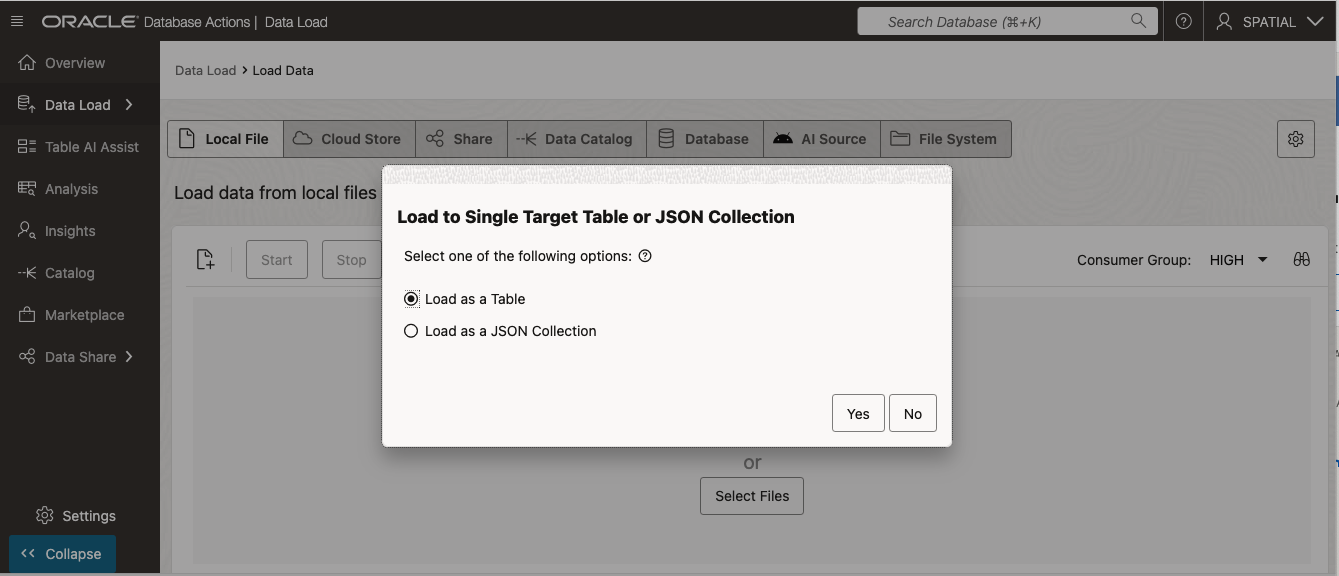 ORACLE Database Actions | Data Load
Search Database (⌘+K)
SPATIAL
Overview
Data Load
Table AI Assist
Analysis
Insights
Catalog
Marketplace
Data Share
Settings
Collapse
Data Load > Load Data
Local File
Cloud Store
Share
Data Catalog
Database
AI Source
File System
Load data from local files
Start
Stop
Consumer Group: HIGH
Load to Single Target Table or JSON Collection
Select one of the following options:
Load as a Table
Load as a JSON Collection
Yes
No
or
Select Files